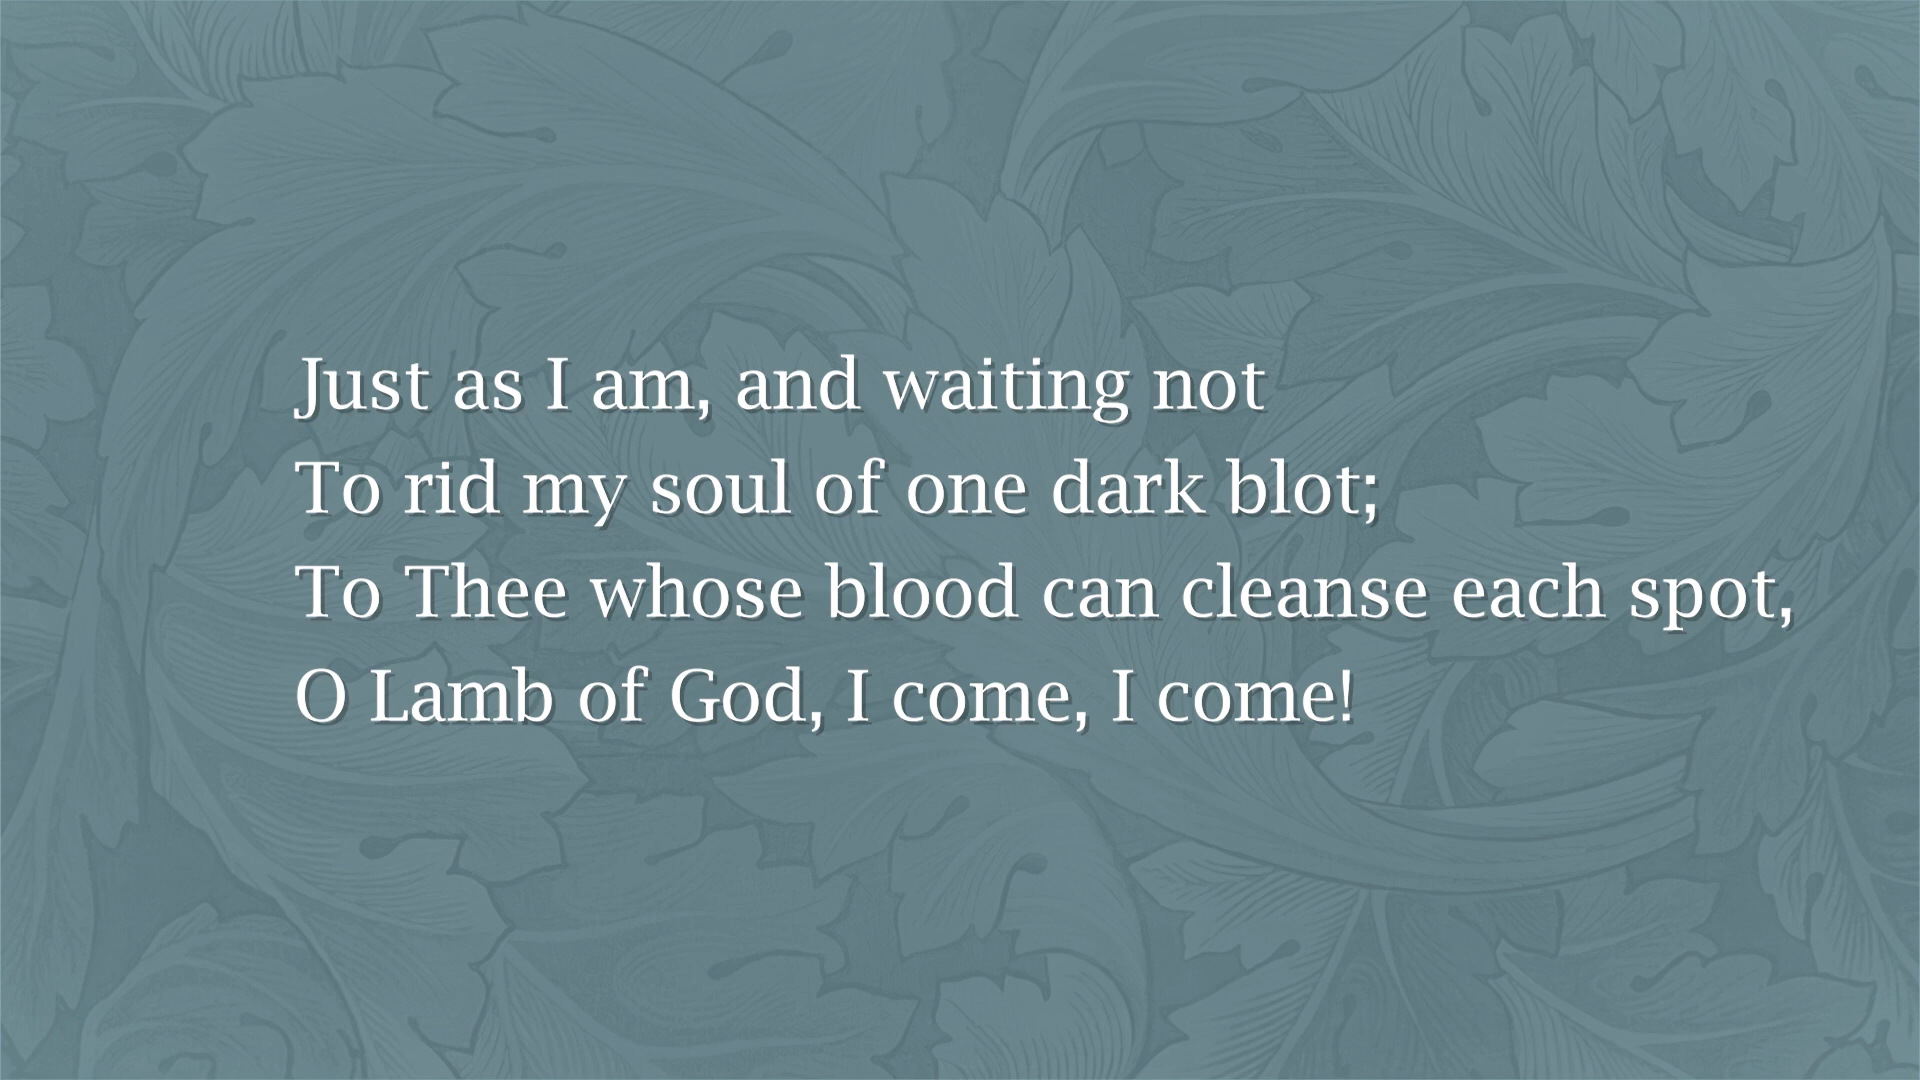 Just as I am, and waiting not
To rid my soul of one dark blot;
To Thee whose blood can cleanse each spot,
O Lamb of God, I come, I come!